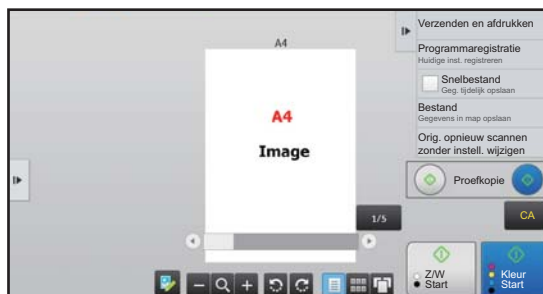 A4
A4
Image
1/5
Verzenden en afdrukken
Programmaregistratie
Huidige inst. registreren
Snelbestand
Geg. tijdelijk opslaan
Bestand
Gegevens in map opslaan
Orig. opnieuw scannen
zonder instell. wijzigen
Proefkopie
CA
Z/W
Start
Kleur
Start